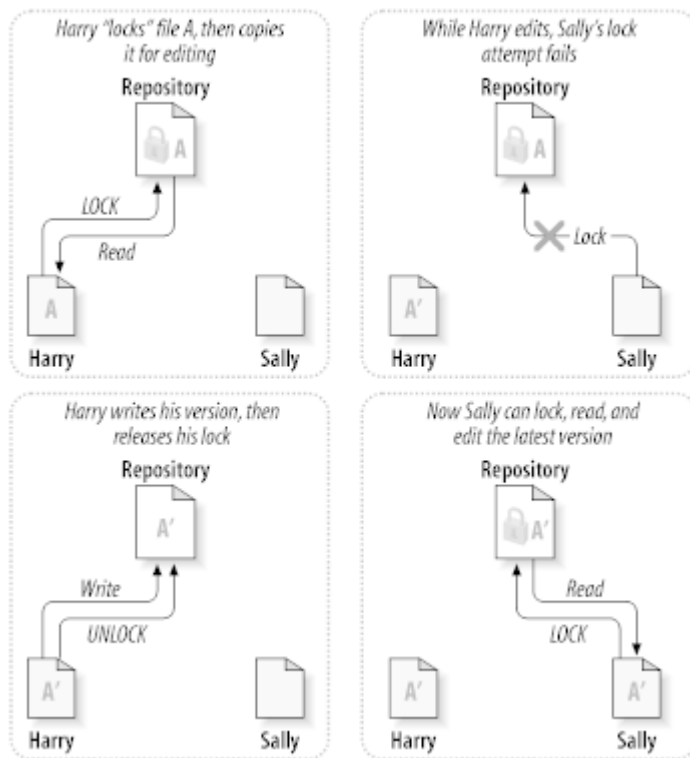 Harry “locks” file A, then copies
it for editing
Repository
A
LOCK
Read
A
Harry
Sally
While Harry edits, Sally’s lock
attempt fails
Repository
A
Lock
A′
Harry
Sally
Harry writes his version, then
releases his lock
Repository
A′
Write
UNLOCK
A′
Harry
Sally
Now Sally can lock, read, and
edit the latest version
Repository
A′
Read
LOCK
A′
A′
Harry
Sally